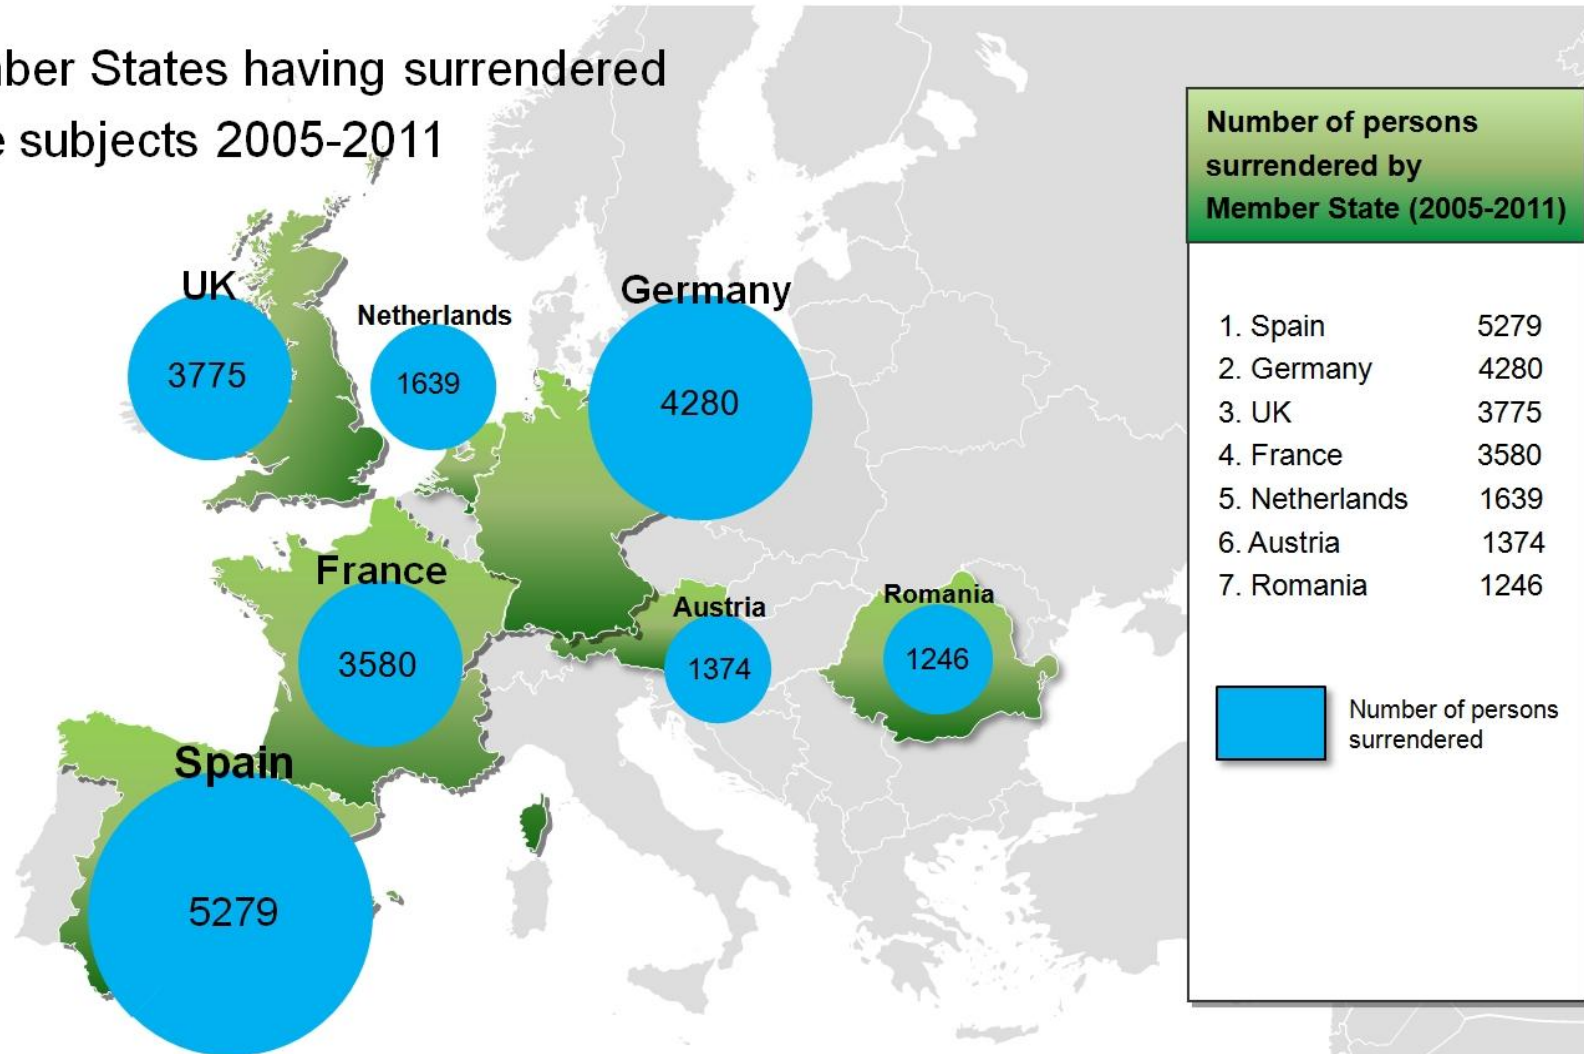 ber States having surrendered
e subjects 2005-2011
Number of persons
surrendered by
Member State (2005-2011)
UK
3775
Netherlands
1639
Germany
4280
France
3580
Austria
1374
Romania
1246
Spain
5279
1. Spain 5279
2. Germany 4280
3. UK 3775
4. France 3580
5. Netherlands 1639
6. Austria 1374
7. Romania 1246
Number of persons
surrendered